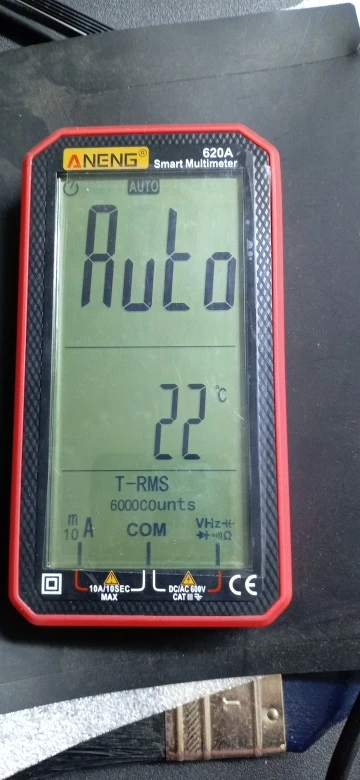 ANENG®
620A
Smart Multimeter
AUTO
Auto
22 °C
T-RMS
6000counts
m
10 A
COM
VHz
Ω
10A/10SEC
MAX
DC/AC 600V
CAT III
CE